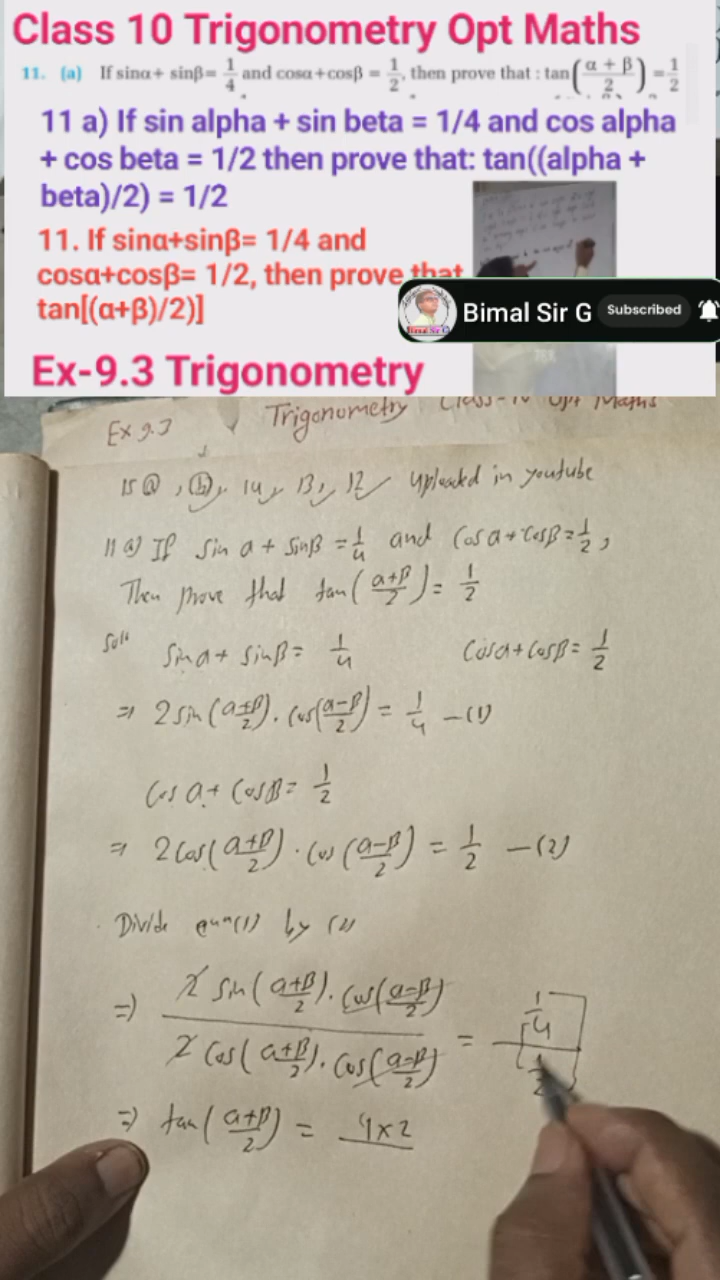 Class 10 Trigonometry Opt Maths
11. (a) If sinα+ sinβ= 1/4 and cosα+cosβ = 1/2, then prove that : tan((α + β)/2) = 1/2
11 a) If sin alpha + sin beta = 1/4 and cos alpha
+ cos beta = 1/2 then prove that: tan((alpha +
beta)/2) = 1/2
11. If sinα+sinβ= 1/4 and
cosα+cosβ= 1/2, then prove that
tan[(α+β)/2)]
Bimal Sir G Subscribed
Ex-9.3 Trigonometry
Ex 9.3 Trigonometry Class-10 Opt Maths
15 ⓐ, ⓑ, 14, 13, 12 uploaded in youtube
11 a) If sin α + sinβ = 1/4 and Cos α + Cosβ = 1/2,
Then prove that tan((α+β)/2) = 1/2
Solⁿ
sinα + sinβ = 1/4 Cosα+Cosβ = 1/2
⇒ 2 sin((α+β)/2). Cos((α-β)/2) = 1/4 —(1)
Cos α + Cosβ = 1/2
⇒ 2 Cos((α+β)/2) . Cos((α-β)/2) = 1/2 —(2)
Divide eqn(1) by (2)
⇒ 2 Sin((α+β)/2). Cos((α-β)/2) / 2 Cos((α+β)/2). Cos((α-β)/2) = 1/4 / 1/2
⇒ tan((α+β)/2) = 1×2